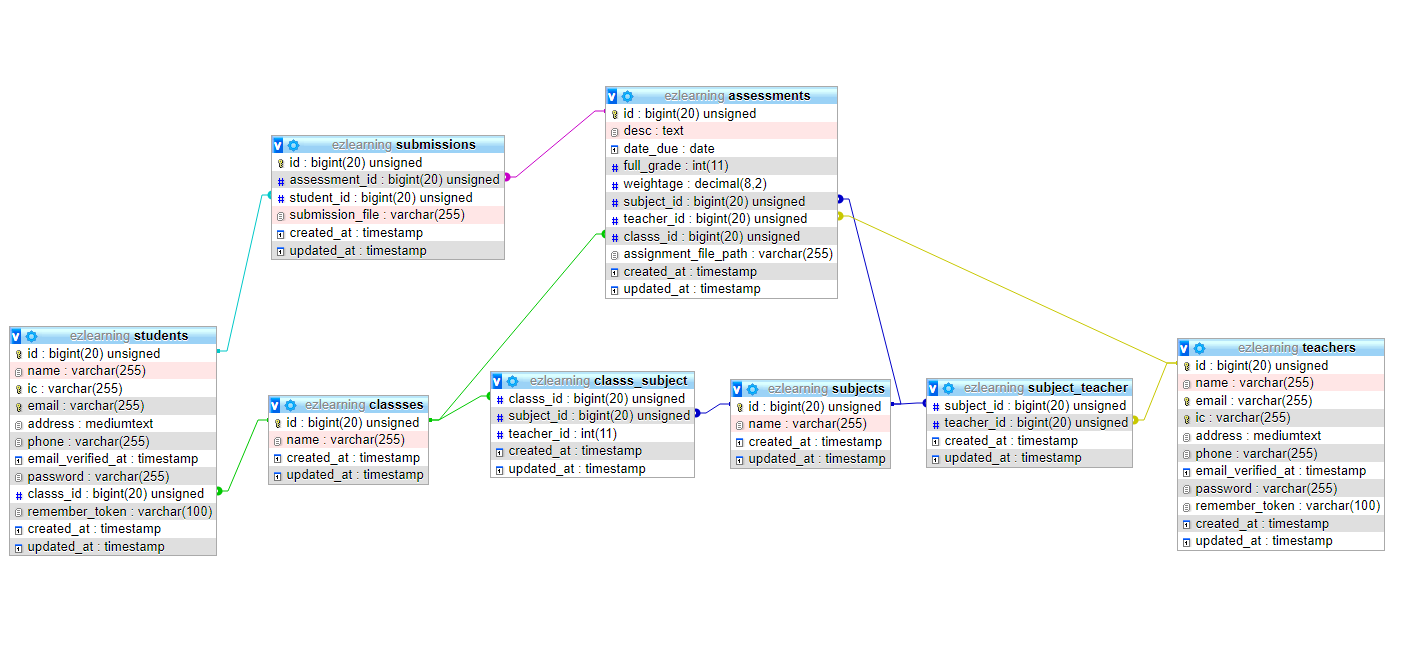 ezlearning assessments
id : bigint(20) unsigned
desc : text
date_due : date
full_grade : int(11)
weightage : decimal(8,2)
subject_id : bigint(20) unsigned
teacher_id : bigint(20) unsigned
classs_id : bigint(20) unsigned
assignment_file_path : varchar(255)
created_at : timestamp
updated_at : timestamp
ezlearning submissions
id : bigint(20) unsigned
assessment_id : bigint(20) unsigned
student_id : bigint(20) unsigned
submission_file : varchar(255)
created_at : timestamp
updated_at : timestamp
ezlearning students
id : bigint(20) unsigned
name : varchar(255)
ic : varchar(255)
email : varchar(255)
address : mediumtext
phone : varchar(255)
email_verified_at : timestamp
password : varchar(255)
classs_id : bigint(20) unsigned
remember_token : varchar(100)
created_at : timestamp
updated_at : timestamp
ezlearning classses
id : bigint(20) unsigned
name : varchar(255)
created_at : timestamp
updated_at : timestamp
ezlearning classs_subject
classs_id : bigint(20) unsigned
subject_id : bigint(20) unsigned
teacher_id : int(11)
created_at : timestamp
updated_at : timestamp
ezlearning subjects
id : bigint(20) unsigned
name : varchar(255)
created_at : timestamp
updated_at : timestamp
ezlearning subject_teacher
subject_id : bigint(20) unsigned
teacher_id : bigint(20) unsigned
created_at : timestamp
updated_at : timestamp
ezlearning teachers
id : bigint(20) unsigned
name : varchar(255)
email : varchar(255)
ic : varchar(255)
address : mediumtext
phone : varchar(255)
email_verified_at : timestamp
password : varchar(255)
remember_token : varchar(100)
created_at : timestamp
updated_at : timestamp